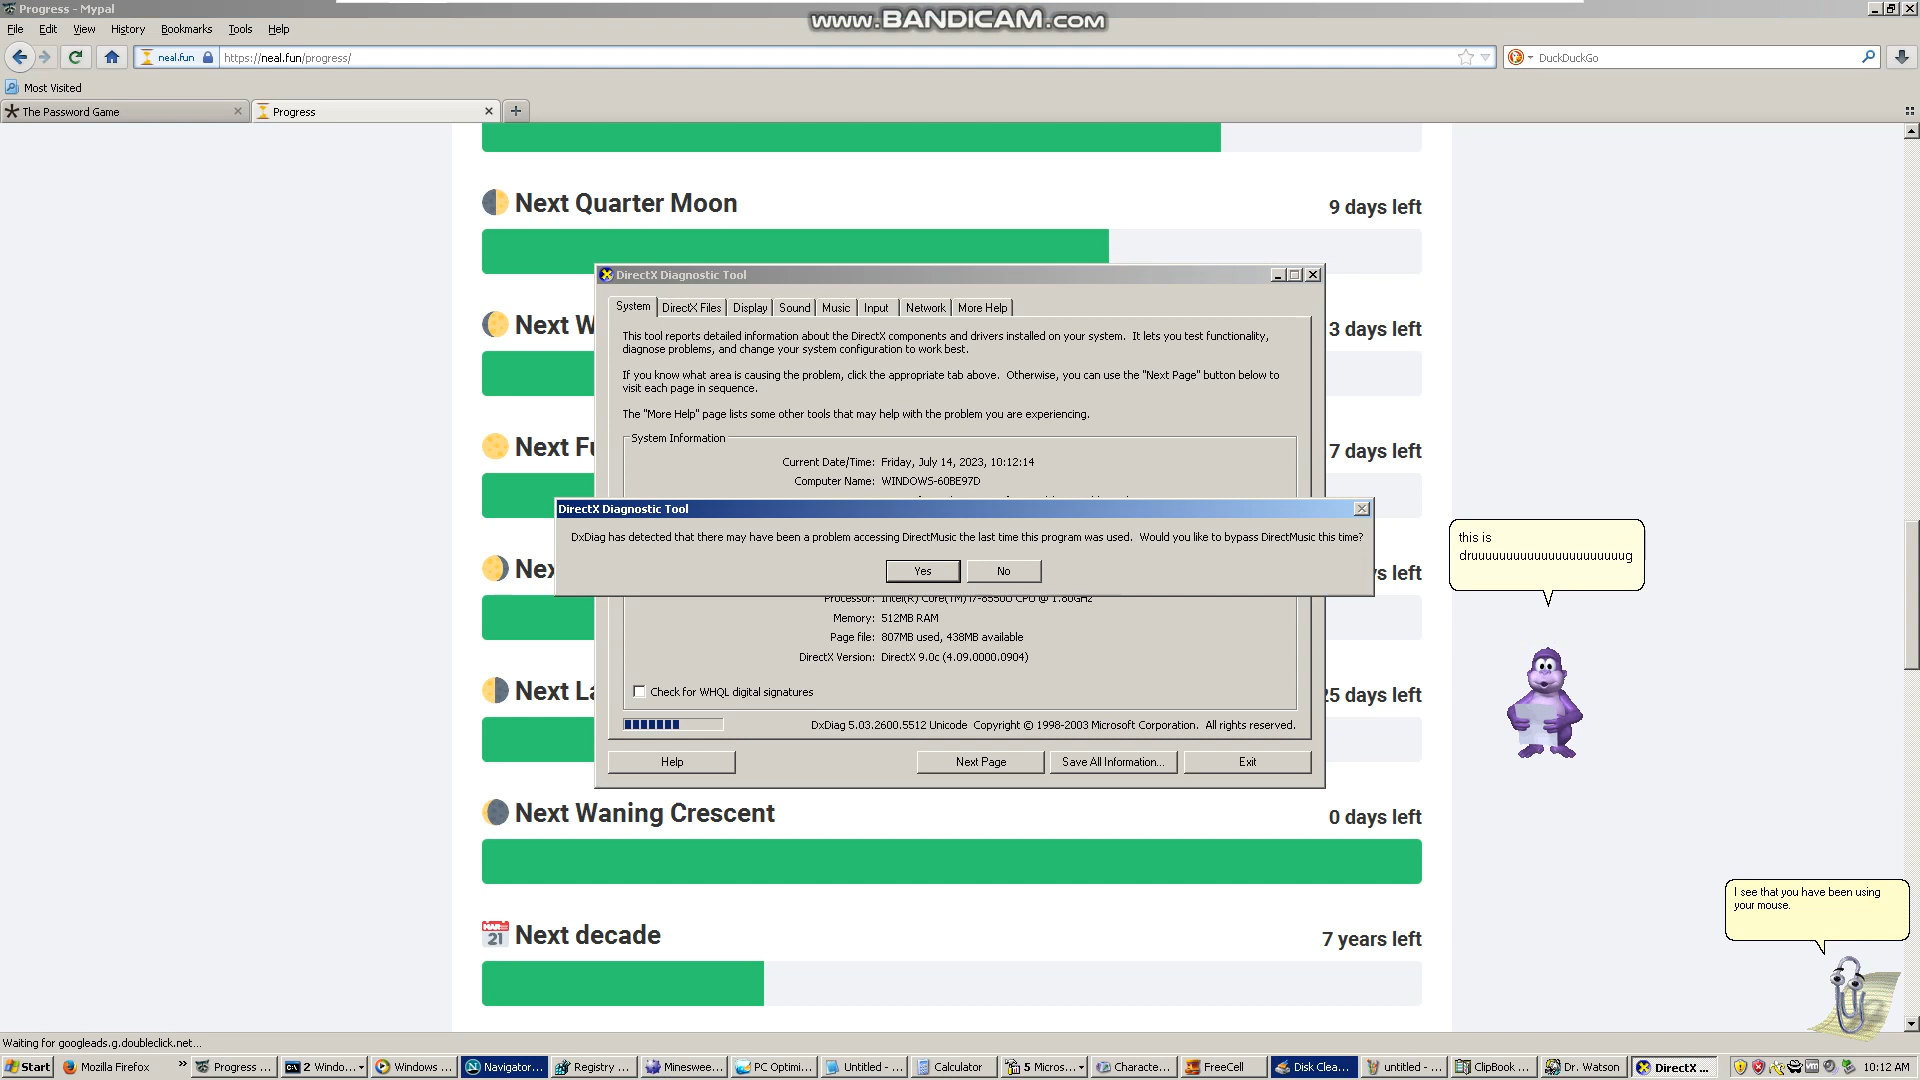 Progress - Mypal
www.BANDICAM.com
File Edit View History Bookmarks Tools Help
neal.fun https://neal.fun/progress/ DuckDuckGo
Most Visited
The Password Game Progress
Next Quarter Moon 9 days left
DirectX Diagnostic Tool
System DirectX Files Display Sound Music Input Network More Help
Next W 3 days left
This tool reports detailed information about the DirectX components and drivers installed on your system. It lets you test functionality,
diagnose problems, and change your system configuration to work best.
If you know what area is causing the problem, click the appropriate tab above. Otherwise, you can use the "Next Page" button below to
visit each page in sequence.
The "More Help" page lists some other tools that may help with the problem you are experiencing.
System Information
Next Fu 7 days left
Current Date/Time: Friday, July 14, 2023, 10:12:14
Computer Name: WINDOWS-60BE97D
DirectX Diagnostic Tool
DxDiag has detected that there may have been a problem accessing DirectMusic the last time this program was used. Would you like to bypass DirectMusic this time?
Yes No
this is
druuuuuuuuuuuuuuuuuuuuuug
Nex s left
Processor: Intel(R) Core(TM) i7-8550U CPU @ 1.80GHz
Memory: 512MB RAM
Page file: 807MB used, 438MB available
DirectX Version: DirectX 9.0c (4.09.0000.0904)
Check for WHQL digital signatures
Next La 25 days left
DxDiag 5.03.2600.5512 Unicode Copyright © 1998-2003 Microsoft Corporation. All rights reserved.
Help Next Page Save All Information... Exit
Next Waning Crescent 0 days left
I see that you have been using
your mouse.
Next decade 7 years left
Waiting for googleads.g.doubleclick.net...
Start Mozilla Firefox Progress ... 2 Windo... Windows ... Navigator... Registry ... Mineswee... PC Optimi... Untitled - ... Calculator 5 Micros... Characte... FreeCell Disk Clea... untitled - ... ClipBook ... Dr. Watson DirectX ... 10:12 AM